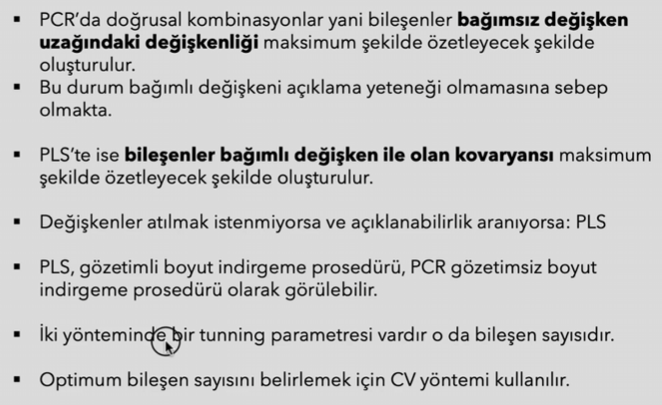 ▪ PCR'da doğrusal kombinasyonlar yani bileşenler bağımsız değişken
uzağındaki değişkenliği maksimum şekilde özetleyecek şekilde
oluşturulur.
▪ Bu durum bağımlı değişkeni açıklama yeteneği olmamasına sebep
olmakta.
▪ PLS'te ise bileşenler bağımlı değişken ile olan kovaryansı maksimum
şekilde özetleyecek şekilde oluşturulur.
▪ Değişkenler atılmak istenmiyorsa ve açıklanabilirlik aranıyorsa: PLS
▪ PLS, gözetimli boyut indirgeme prosedürü, PCR gözetimsiz boyut
indirgeme prosedürü olarak görülebilir.
▪ İki yönteminde bir tunning parametresi vardır o da bileşen sayısıdır.
▪ Optimum bileşen sayısını belirlemek için CV yöntemi kullanılır.